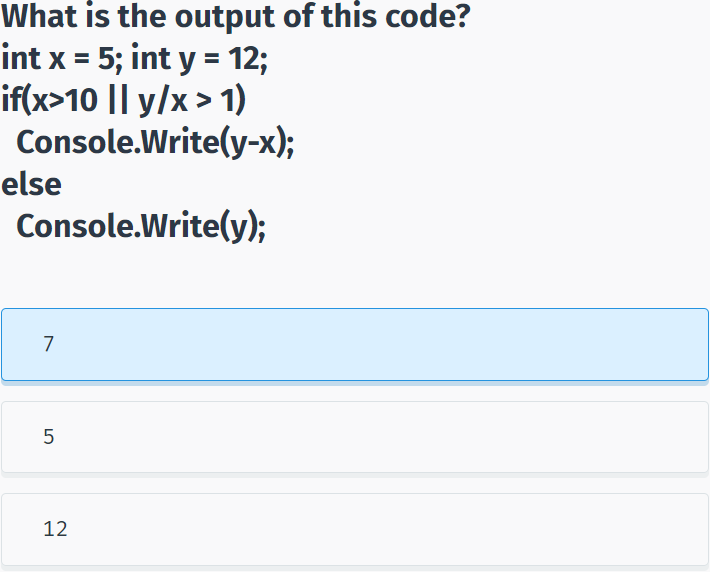 What is the output of this code?
int x = 5; int y = 12;
if(x>10 || y/x > 1)
Console.Write(y-x);
else
Console.Write(y);
7
5
12